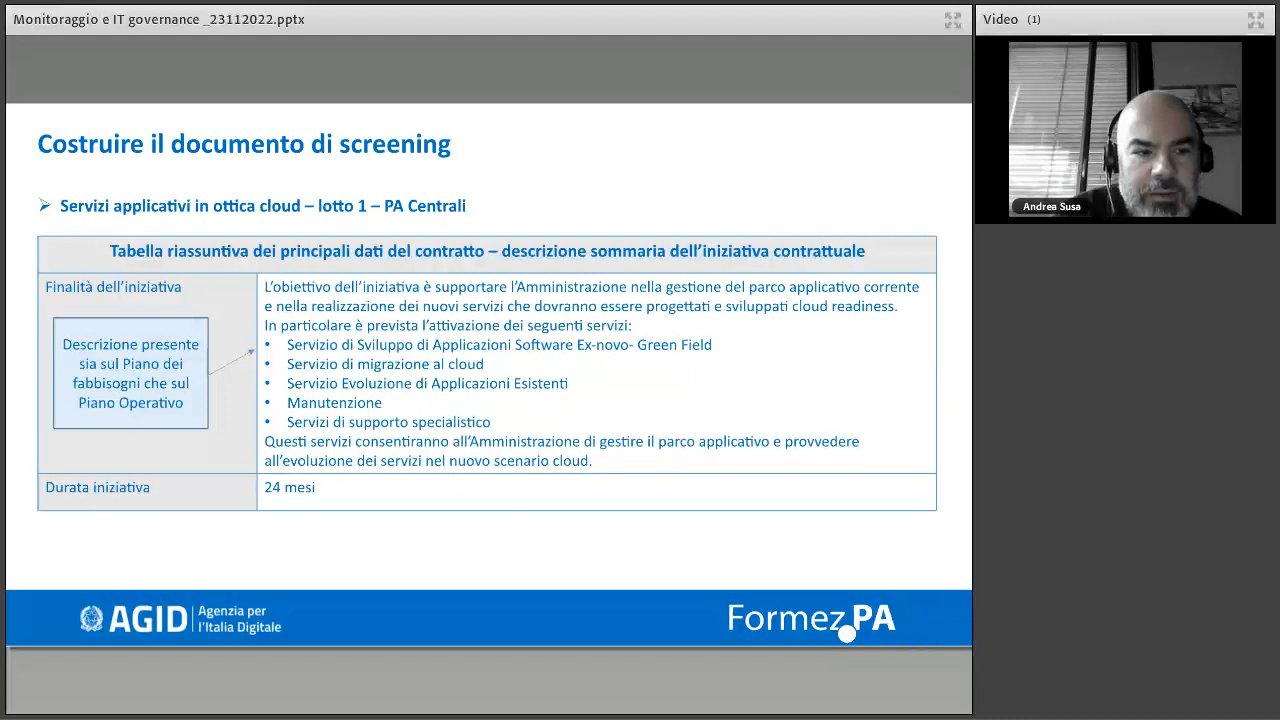 Monitoraggio e IT governance _23112022.pptx
Video (1)
Andrea Susa
Costruire il documento di screening
Servizi applicativi in ottica cloud – lotto 1 – PA Centrali
Tabella riassuntiva dei principali dati del contratto – descrizione sommaria dell'iniziativa contrattuale
Finalità dell'iniziativa
Descrizione presente
sia sul Piano dei
fabbisogni che sul
Piano Operativo
L'obiettivo dell'iniziativa è supportare l'Amministrazione nella gestione del parco applicativo corrente
e nella realizzazione dei nuovi servizi che dovranno essere progettati e sviluppati cloud readiness.
In particolare è prevista l'attivazione dei seguenti servizi:
• Servizio di Sviluppo di Applicazioni Software Ex-novo- Green Field
• Servizio di migrazione al cloud
• Servizio Evoluzione di Applicazioni Esistenti
• Manutenzione
• Servizi di supporto specialistico
Questi servizi consentiranno all'Amministrazione di gestire il parco applicativo e provvedere
all'evoluzione dei servizi nel nuovo scenario cloud.
Durata iniziativa
24 mesi
AGID
Agenzia per
l'Italia Digitale
Formez PA